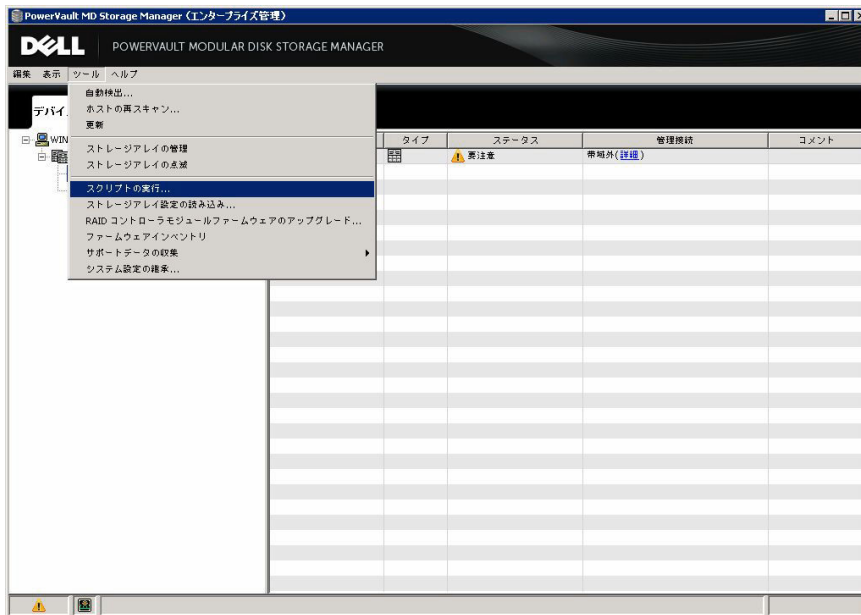 PowerVault MD Storage Manager (エンタープライズ管理)
DELL POWERVAULT MODULAR DISK STORAGE MANAGER
編集 表示 ツール ヘルプ
デバイ
自動検出...
ホストの再スキャン...
更新
ストレージアレイの管理
ストレージアレイの点滅
スクリプトの実行...
ストレージアレイ設定の読み込み...
RAID コントローラモジュールファームウェアのアップグレード...
ファームウェアインベントリ
サポートデータの収集
システム設定の継承...
WIN
タイプ ステータス 管理接続 コメント
要注意 帯域外(詳細)